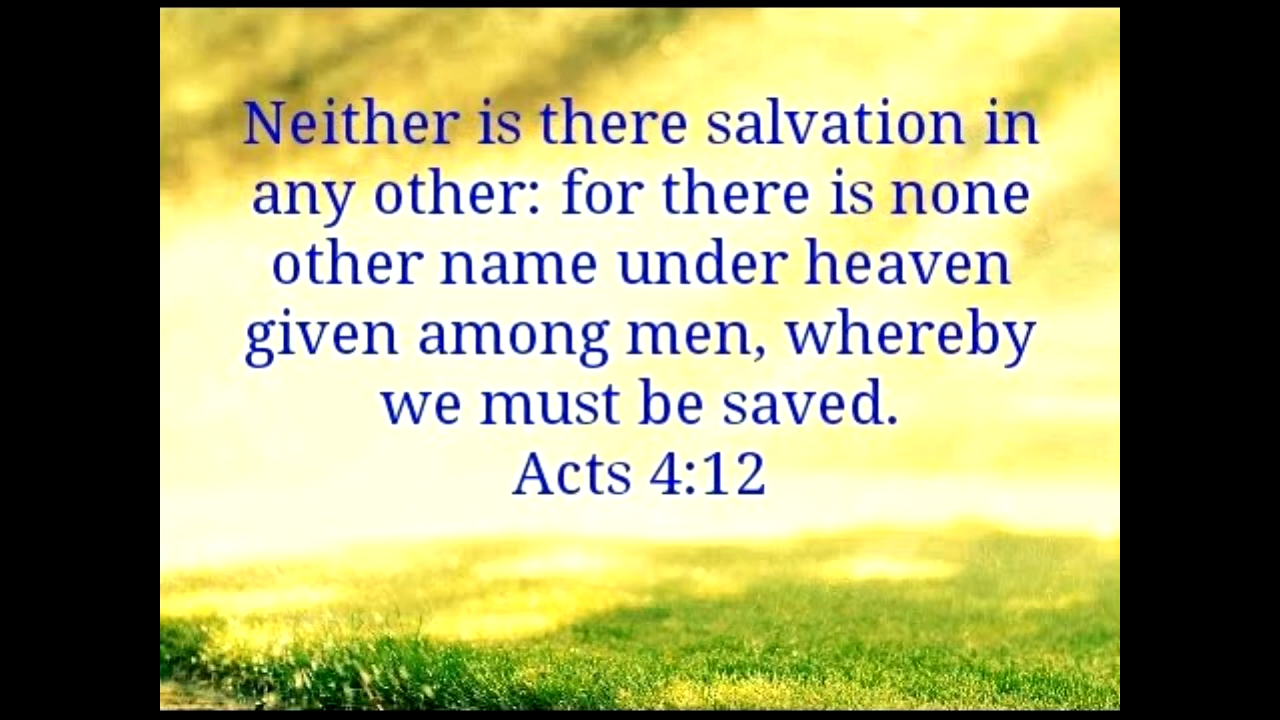 Neither is there salvation in
any other: for there is none
other name under heaven
given among men, whereby
we must be saved.
Acts 4:12